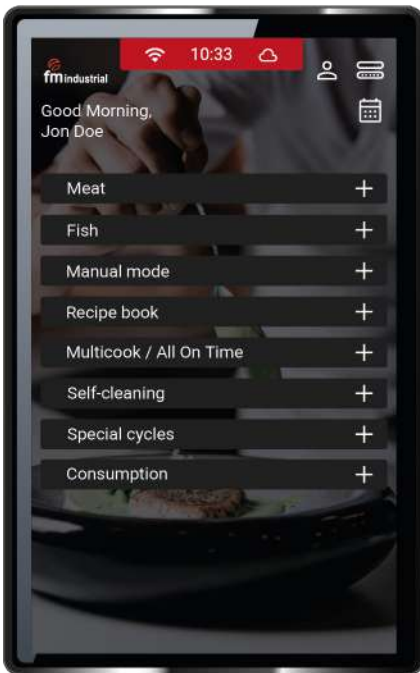 10:33
fm industrial
Good Morning,
Jon Doe
Meat
Fish
Manual mode
Recipe book
Multicook / All On Time
Self-cleaning
Special cycles
Consumption